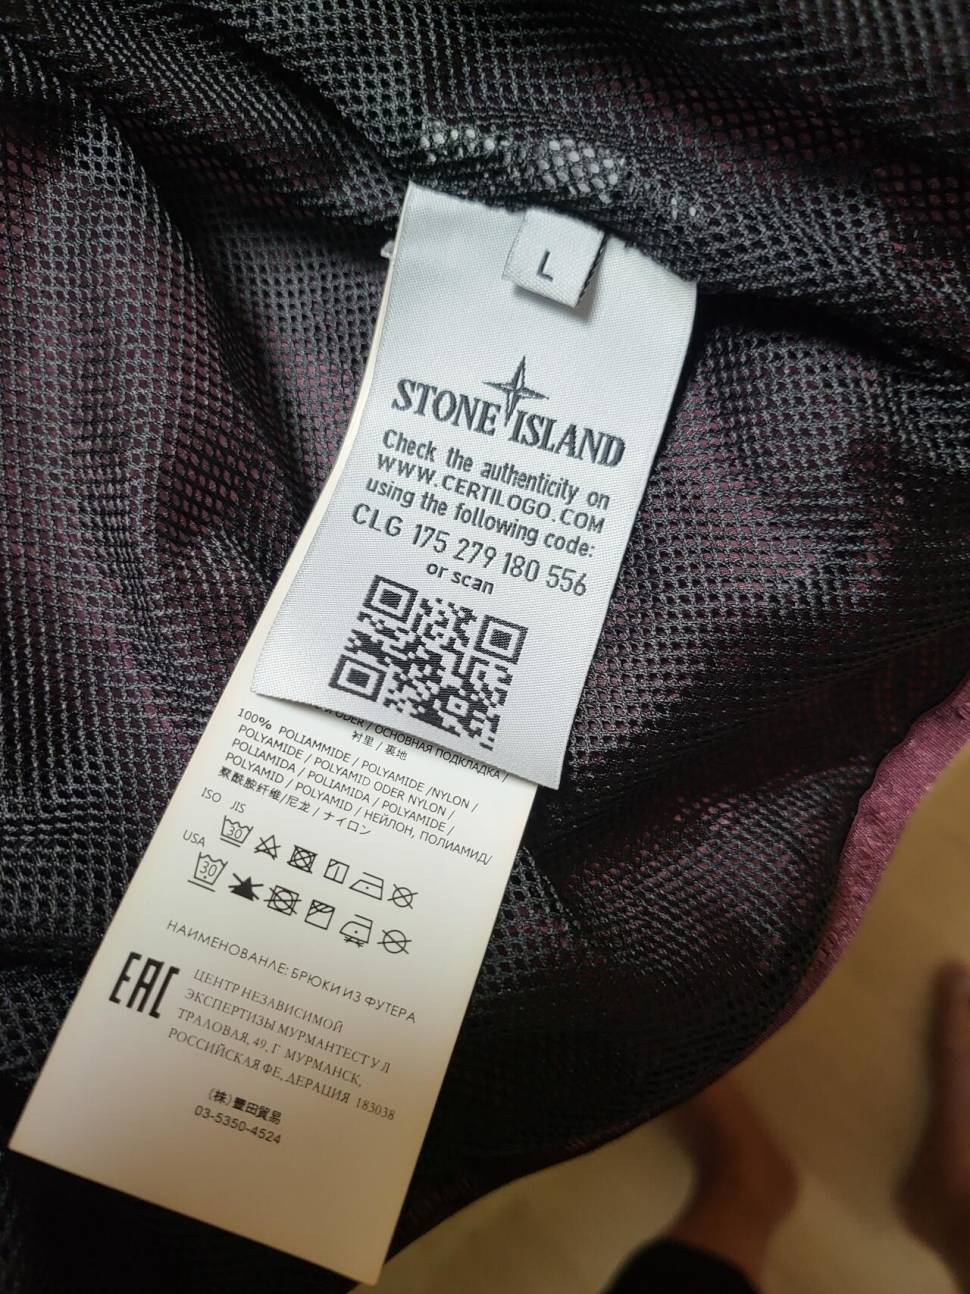 L
STONE ISLAND
Check the authenticity on
WWW.CERTILOGO.COM
using the following code:
CLG 175 279 180 556
or scan
ODER / ОСНОВНАЯ ПОДКЛАДКА /
衬里 / 裏地
100% POLIAMMIDE / POLYAMIDE /NYLON /
POLYAMIDE / POLYAMID ODER NYLON /
POLIAMIDA / POLIAMIDA / POLYAMIDE /
POLYAMID / POLYAMID / НЕЙЛОН, ПОЛИАМИД/
聚酰胺纤维/尼龙 / ナイロン
ISO JIS
30
USA
30
НАИМЕНОВАНЛЕ: БРЮКИ ИЗ ФУТЕРА
EAC
ЦЕНТР НЕЗАВИСИМОЙ
ЭКСПЕРТИЗЫ МУРМАНТЕСТ У Л
ТРАЛОВАЯ, 49, Г МУРМАНСК,
РОССИЙСКАЯ ФЕ, ДЕРАЦИЯ 183038
(株)豊田貿易
03-5350-4524